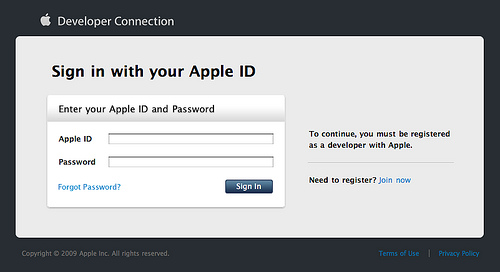 Developer Connection
Sign in with your Apple ID
Enter your Apple ID and Password
Apple ID
Password
Forgot Password?
Sign In
To continue, you must be registered
as a developer with Apple.
Need to register? Join now
Copyright © 2009 Apple Inc. All rights reserved.
Terms of Use | Privacy Policy